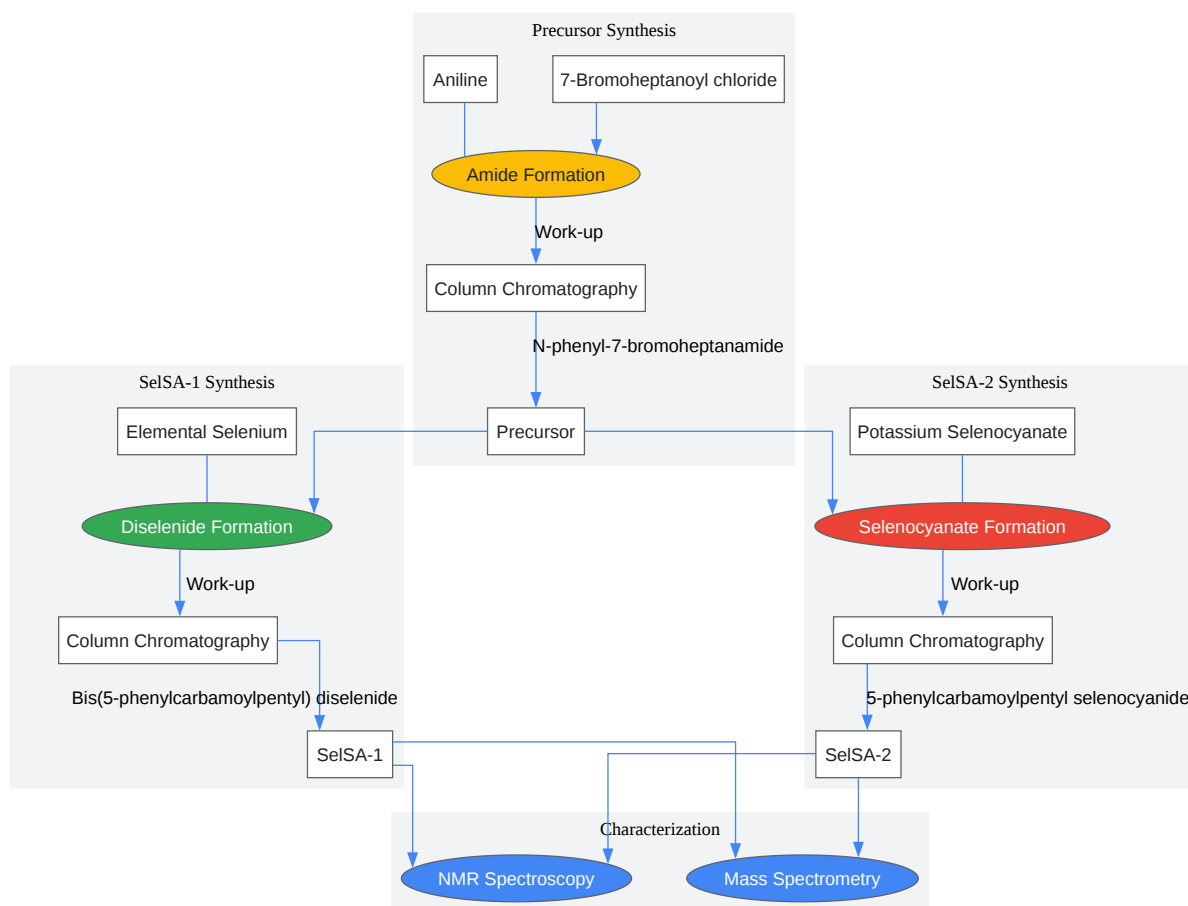 Precursor Synthesis
Aniline
7-Bromoheptanoyl chloride
Amide Formation
Work-up
Column Chromatography
N-phenyl-7-bromoheptanamide
Precursor
SelSA-1 Synthesis
Elemental Selenium
Diselenide Formation
Work-up
Column Chromatography
Bis(5-phenylcarbamoylpentyl) diselenide
SelSA-1
SelSA-2 Synthesis
Potassium Selenocyanate
Selenocyanate Formation
Work-up
Column Chromatography
5-phenylcarbamoylpentyl selenocyanide
SelSA-2
Characterization
NMR Spectroscopy
Mass Spectrometry